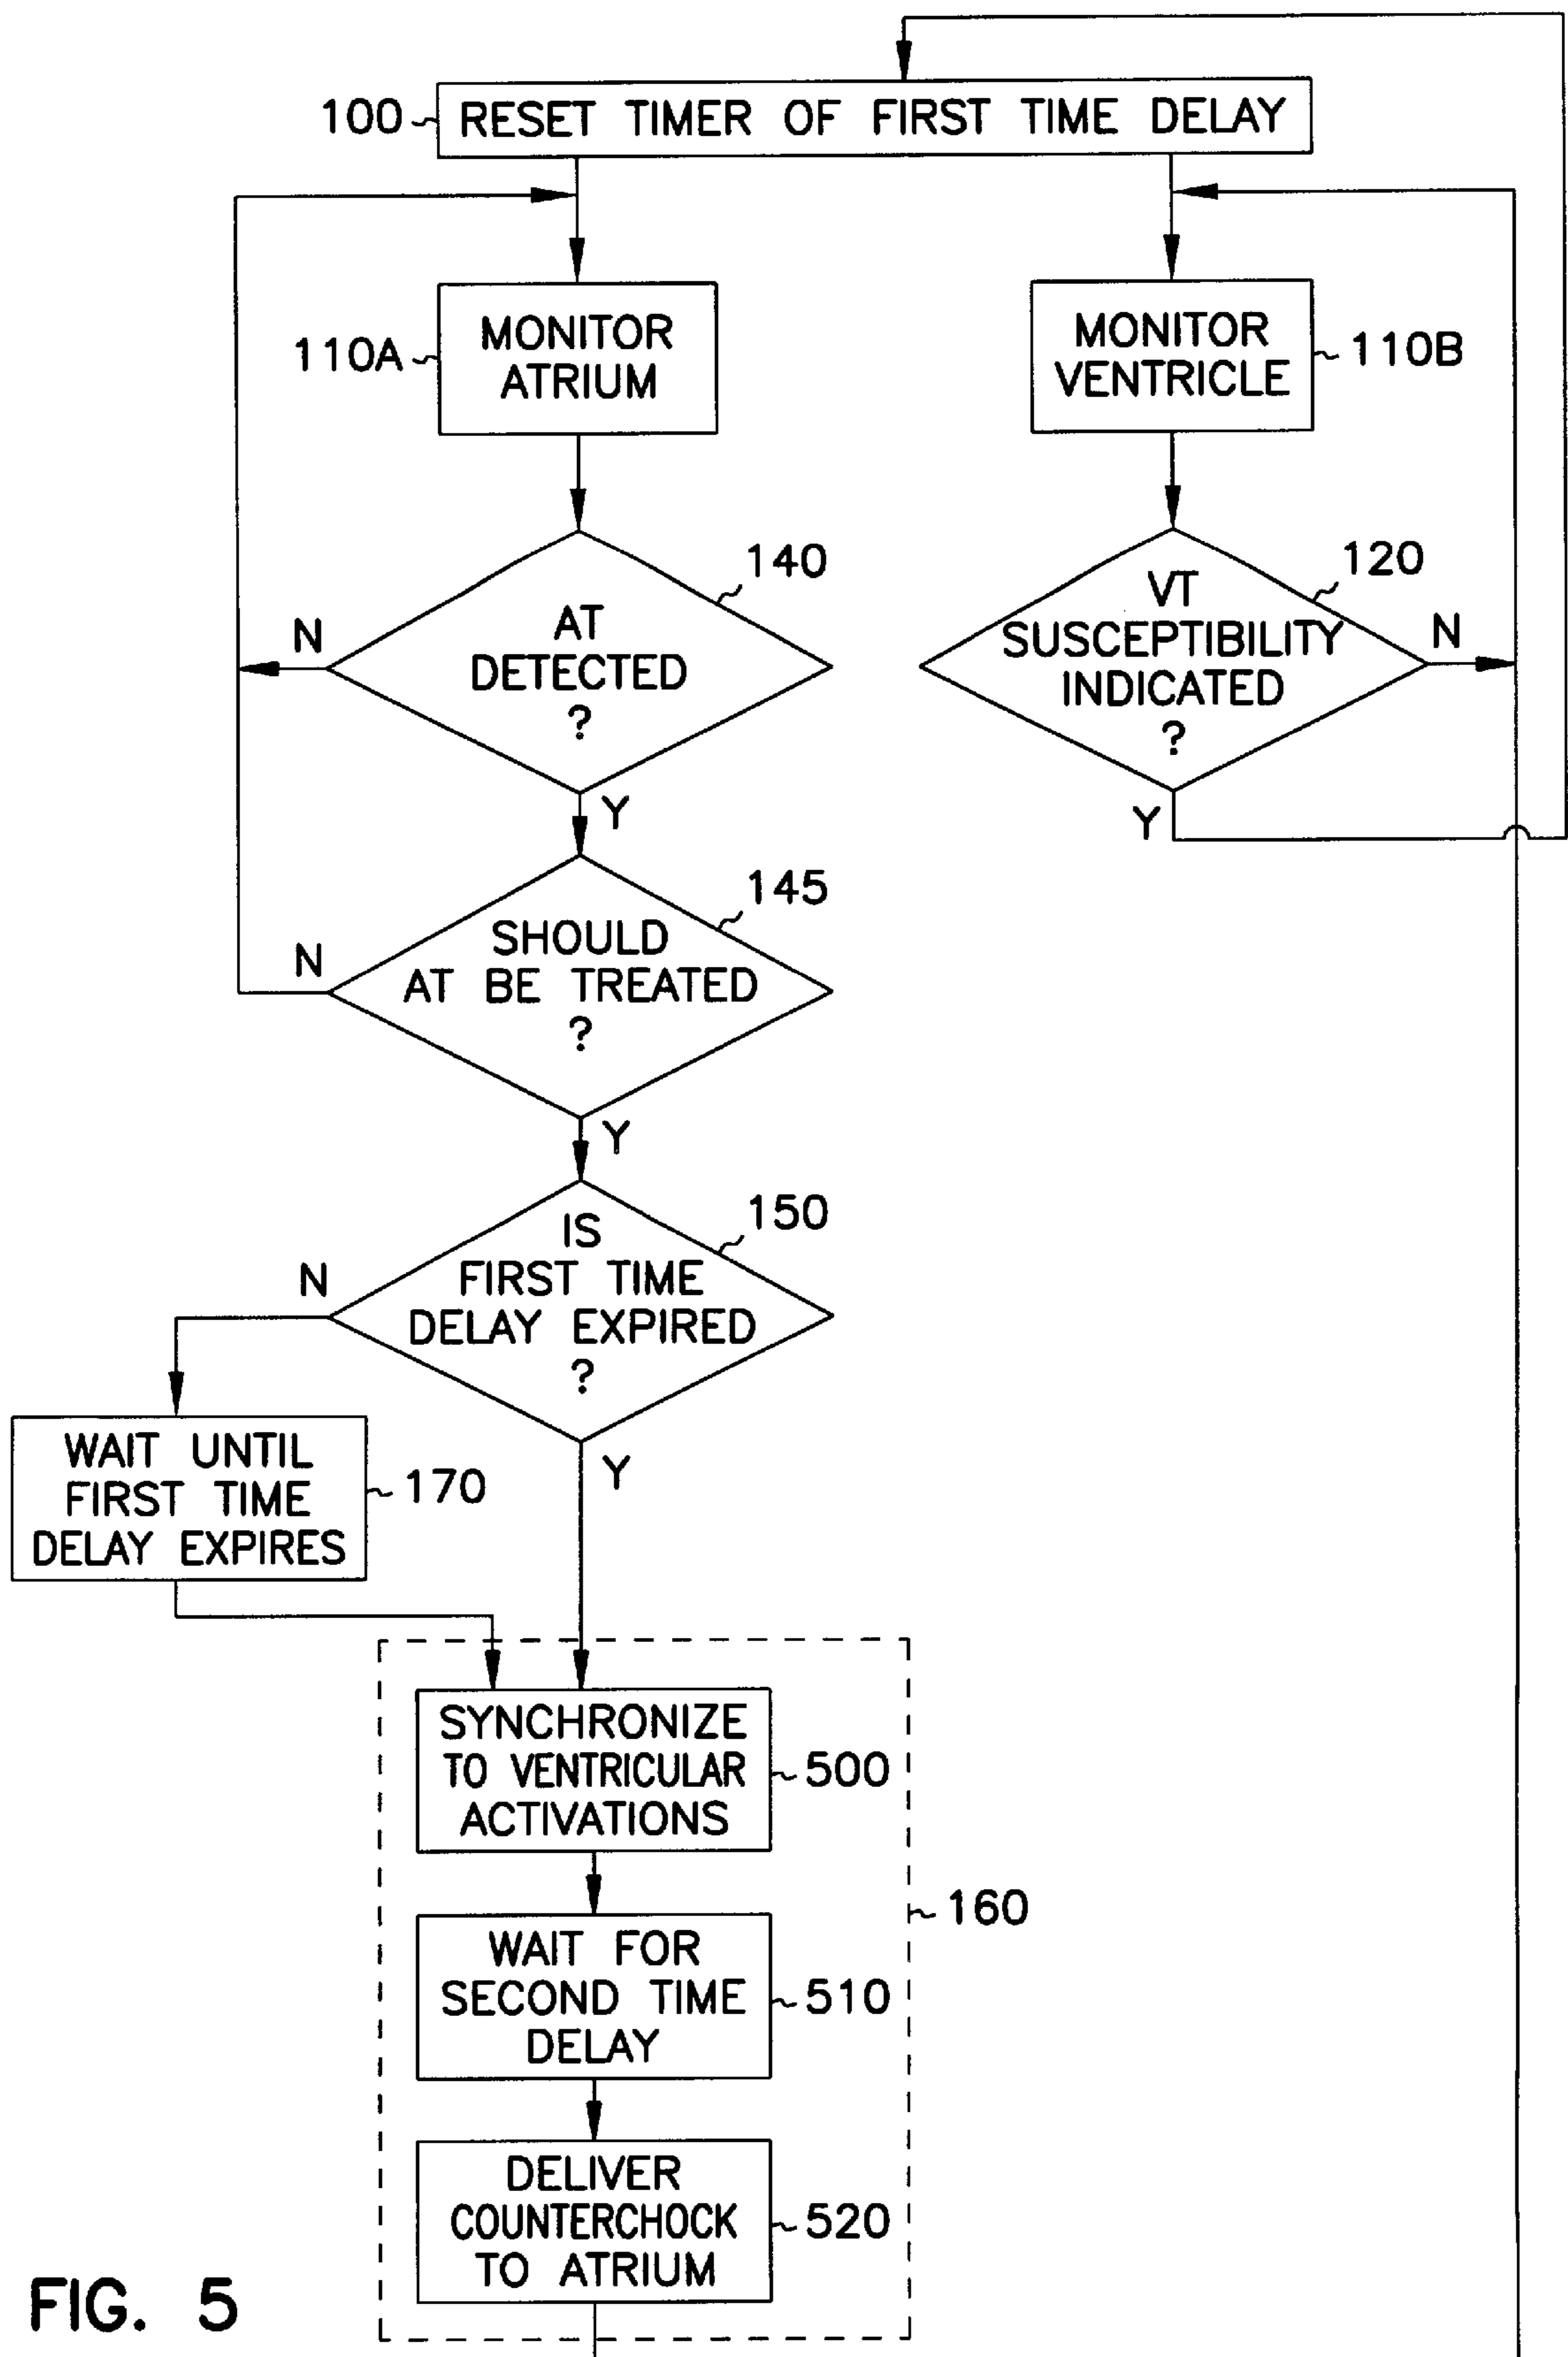 100
RESET TIMER OF FIRST TIME DELAY
110A
MONITOR
ATRIUM
MONITOR
VENTRICLE
110B
140
AT
DETECTED
?
N
Y
120
VT
SUSCEPTIBILITY
INDICATED
?
N
Y
145
SHOULD
AT BE TREATED
?
N
Y
150
IS
FIRST TIME
DELAY EXPIRED
?
N
Y
WAIT UNTIL
FIRST TIME
DELAY EXPIRES
170
SYNCHRONIZE
TO VENTRICULAR
ACTIVATIONS
500
160
WAIT FOR
SECOND TIME
DELAY
510
DELIVER
COUNTERCHOCK
TO ATRIUM
520
FIG. 5